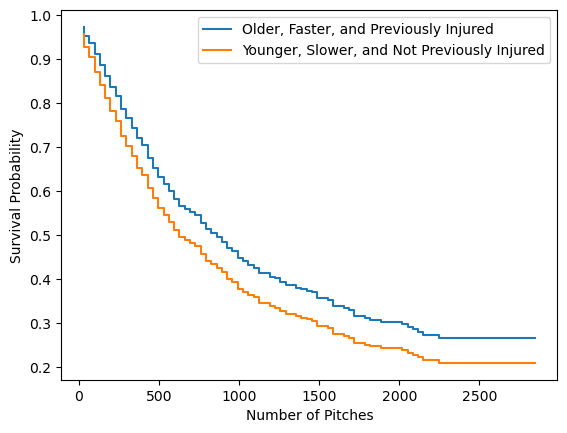 1.0
0.9
0.8
0.7
0.6
0.5
0.4
0.3
0.2
Survival Probability
Older, Faster, and Previously Injured
Younger, Slower, and Not Previously Injured
0 500 1000 1500 2000 2500
Number of Pitches